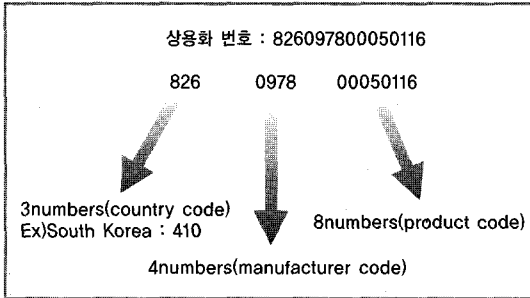 상용화 번호 : 826097800050116
826 0978 00050116
3numbers(country code)
Ex)South Korea : 410
8numbers(product code)
4numbers(manufacturer code)